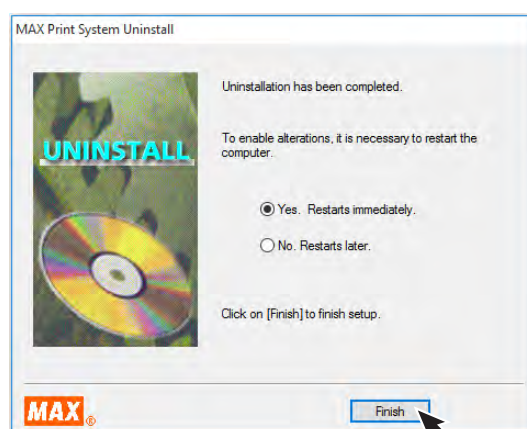 MAX Print System Uninstall
Uninstallation has been completed.
UNINSTALL
To enable alterations, it is necessary to restart the
computer.
Yes.  Restarts immediately.
No. Restarts later.
Click on [Finish] to finish setup.
MAX®
Finish